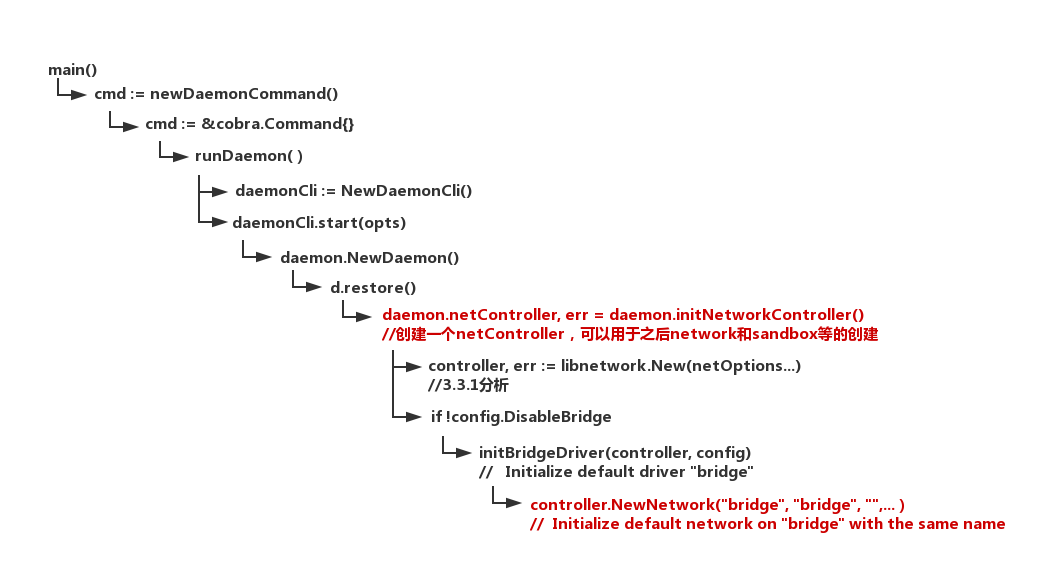 main()
cmd := newDaemonCommand()
cmd := &cobra.Command{}
runDaemon( )
daemonCli := NewDaemonCli()
daemonCli.start(opts)
daemon.NewDaemon()
d.restore()
daemon.netController, err = daemon.initNetworkController()
//创建一个netController，可以用于之后network和sandbox等的创建
controller, err := libnetwork.New(netOptions...)
//3.3.1分析
if !config.DisableBridge
initBridgeDriver(controller, config)
//   Initialize default driver "bridge"
controller.NewNetwork("bridge", "bridge", "",... )
//  Initialize default network on "bridge" with the same name